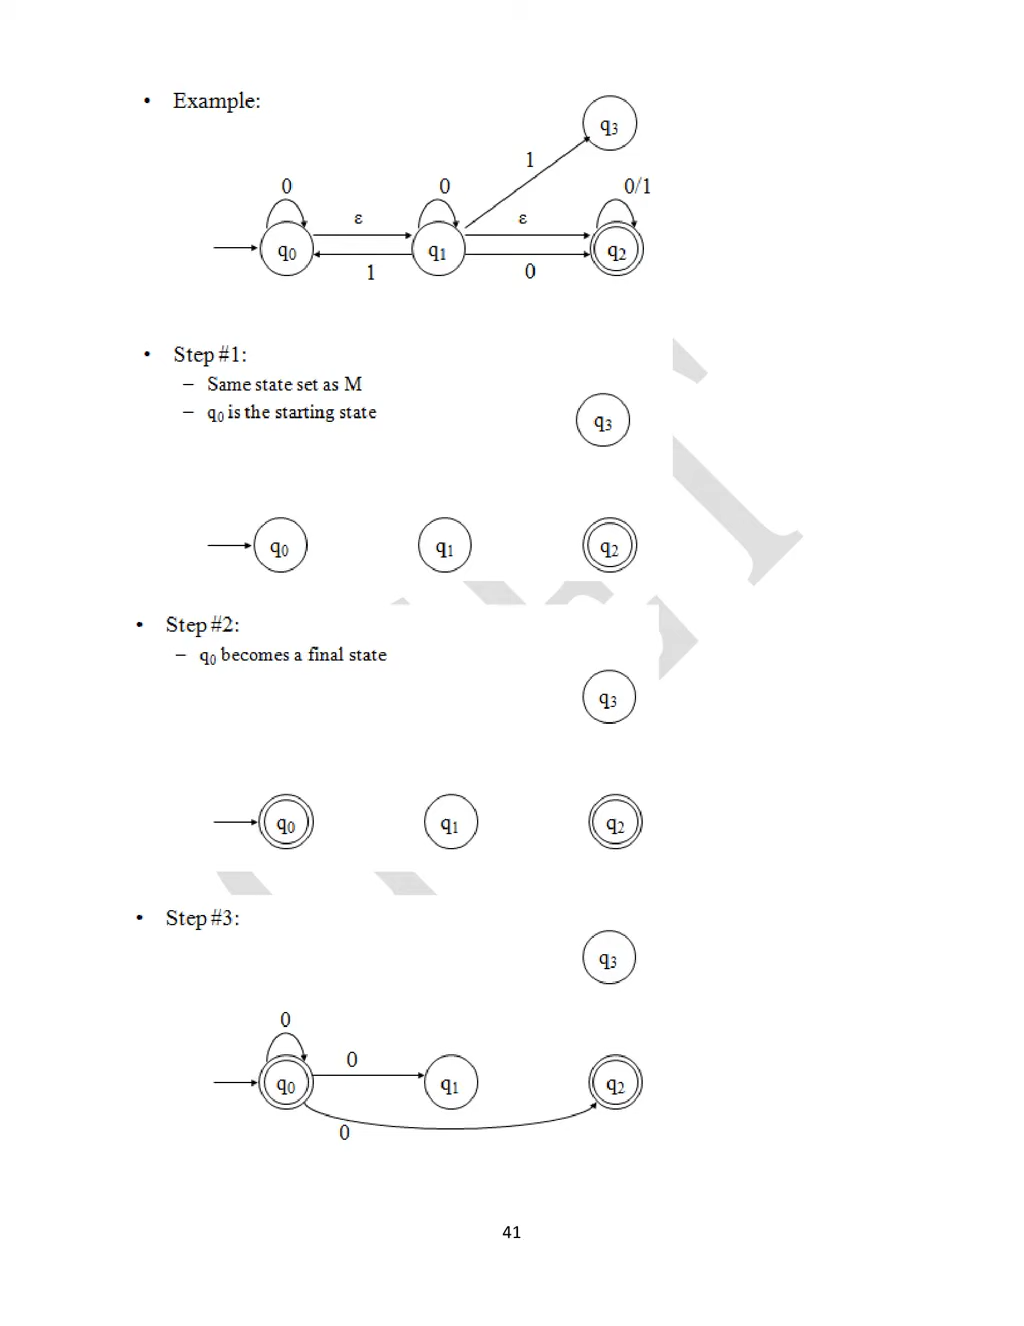 • Example:
q3
1
0 0 0/1
ε ε
q0 q1 q2
1 0
• Step #1:
– Same state set as M
– q0 is the starting state
q3
q0 q1 q2
• Step #2:
– q0 becomes a final state
q3
q0 q1 q2
• Step #3:
q3
0
0
q0 q1 q2
0
41